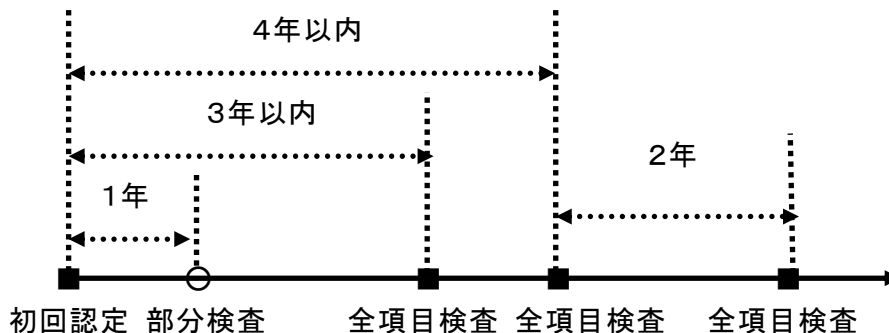 4年以内
3年以内
2年
1年
初回認定 部分検査 全項目検査 全項目検査 全項目検査